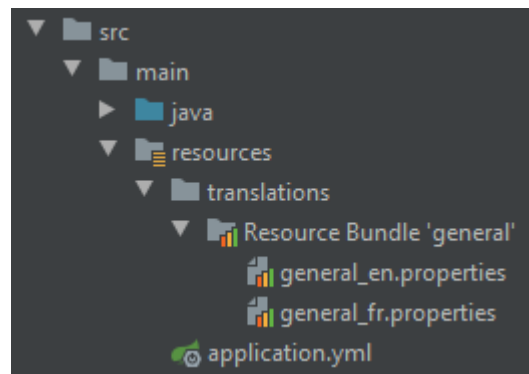 src
main
java
resources
translations
Resource Bundle 'general'
general_en.properties
general_fr.properties
application.yml